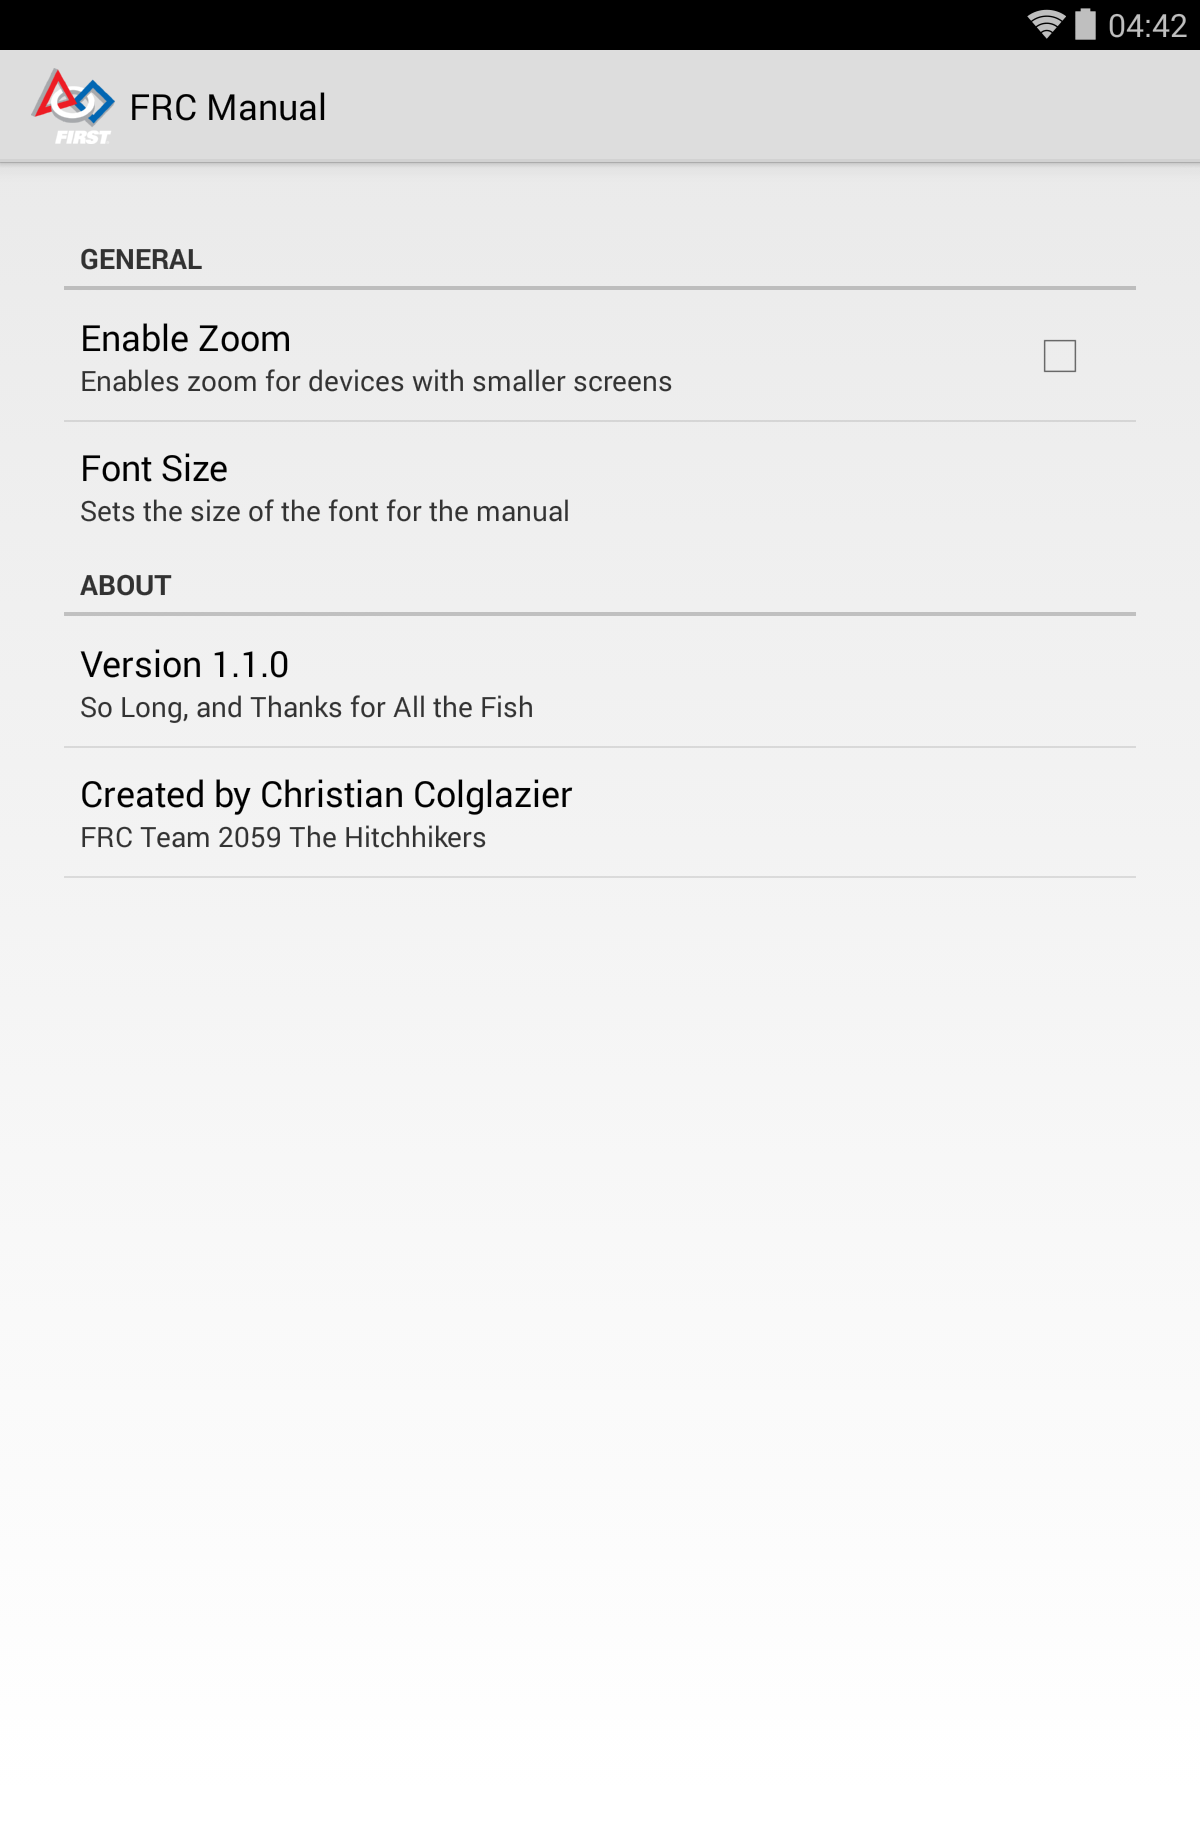 04:42
FIRST
FRC Manual
GENERAL
Enable Zoom
Enables zoom for devices with smaller screens
Font Size
Sets the size of the font for the manual
ABOUT
Version 1.1.0
So Long, and Thanks for All the Fish
Created by Christian Colglazier
FRC Team 2059 The Hitchhikers